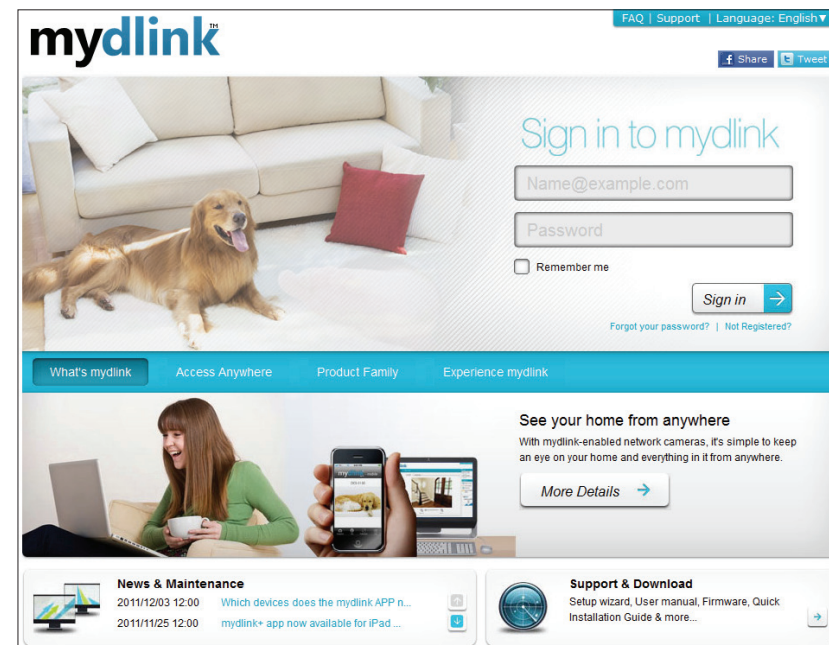 FAQ | Support | Language: English▼
mydlink™
Share Tweet
Sign in to mydlink
Name@example.com
Password
Remember me
Sign in →
Forgot your password? | Not Registered?
What's mydlink Access Anywhere Product Family Experience mydlink
See your home from anywhere
With mydlink-enabled network cameras, it's simple to keep
an eye on your home and everything in it from anywhere.
More Details →
News & Maintenance
2011/12/03 12:00 Which devices does the mydlink APP n...
2011/11/25 12:00 mydlink+ app now available for iPad ...
Support & Download
Setup wizard, User manual, Firmware, Quick
Installation Guide & more...